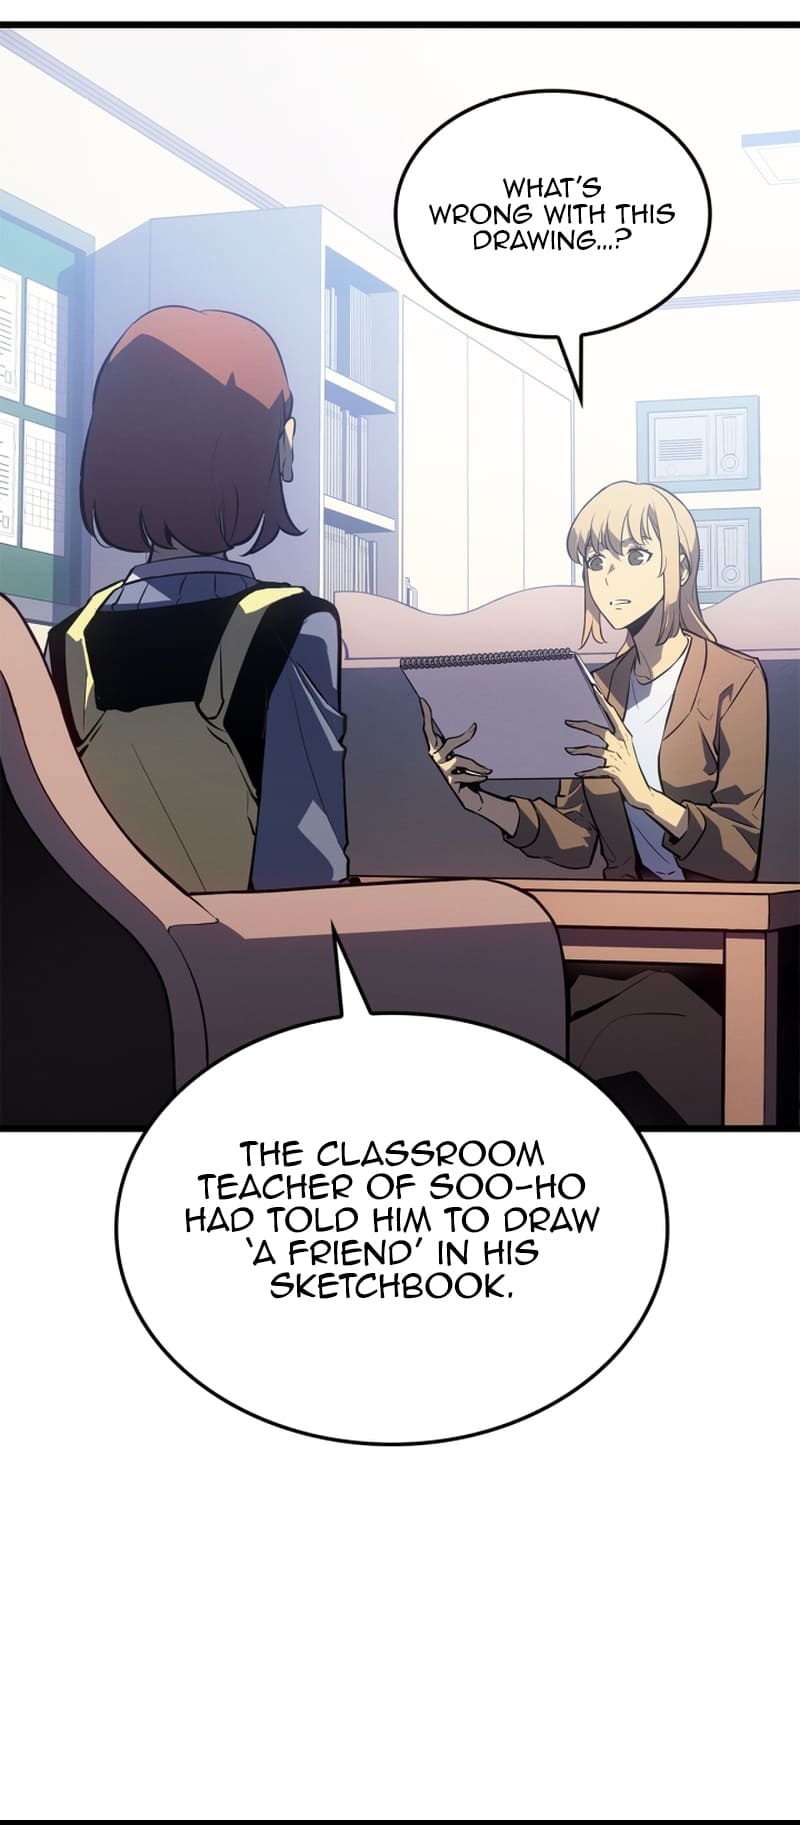 WHAT'S
WRONG WITH THIS
DRAWING...?
THE CLASSROOM
TEACHER OF SOO-HO
HAD TOLD HIM TO DRAW
'A FRIEND' IN HIS
SKETCHBOOK.